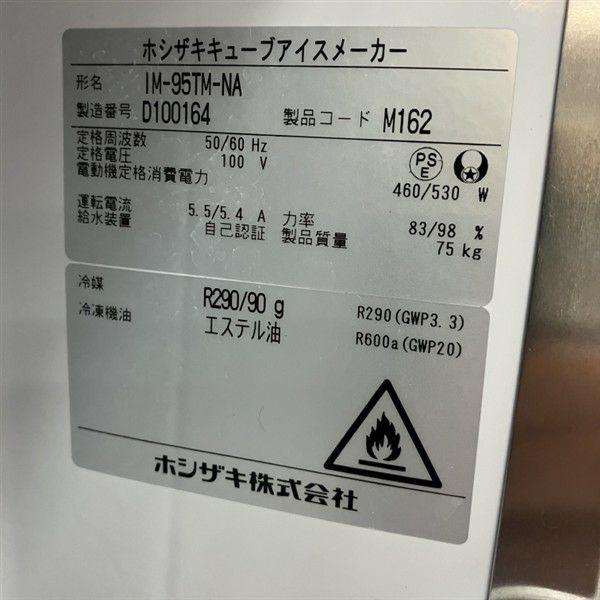 ホシザキキューブアイスメーカー
形名 IM-95TM-NA
製造番号 D100164 製品コード M162
定格周波数 50/60 Hz
定格電圧 100 V
電動機定格消費電力 460/530 W
運転電流 5.5/5.4 A 力率 83/98 %
給水装置 自己認証 製品質量 75 kg
PS
E
冷媒 R290/90 g R290(GWP3.3)
冷凍機油 エステル油 R600a(GWP20)
ホシザキ株式会社